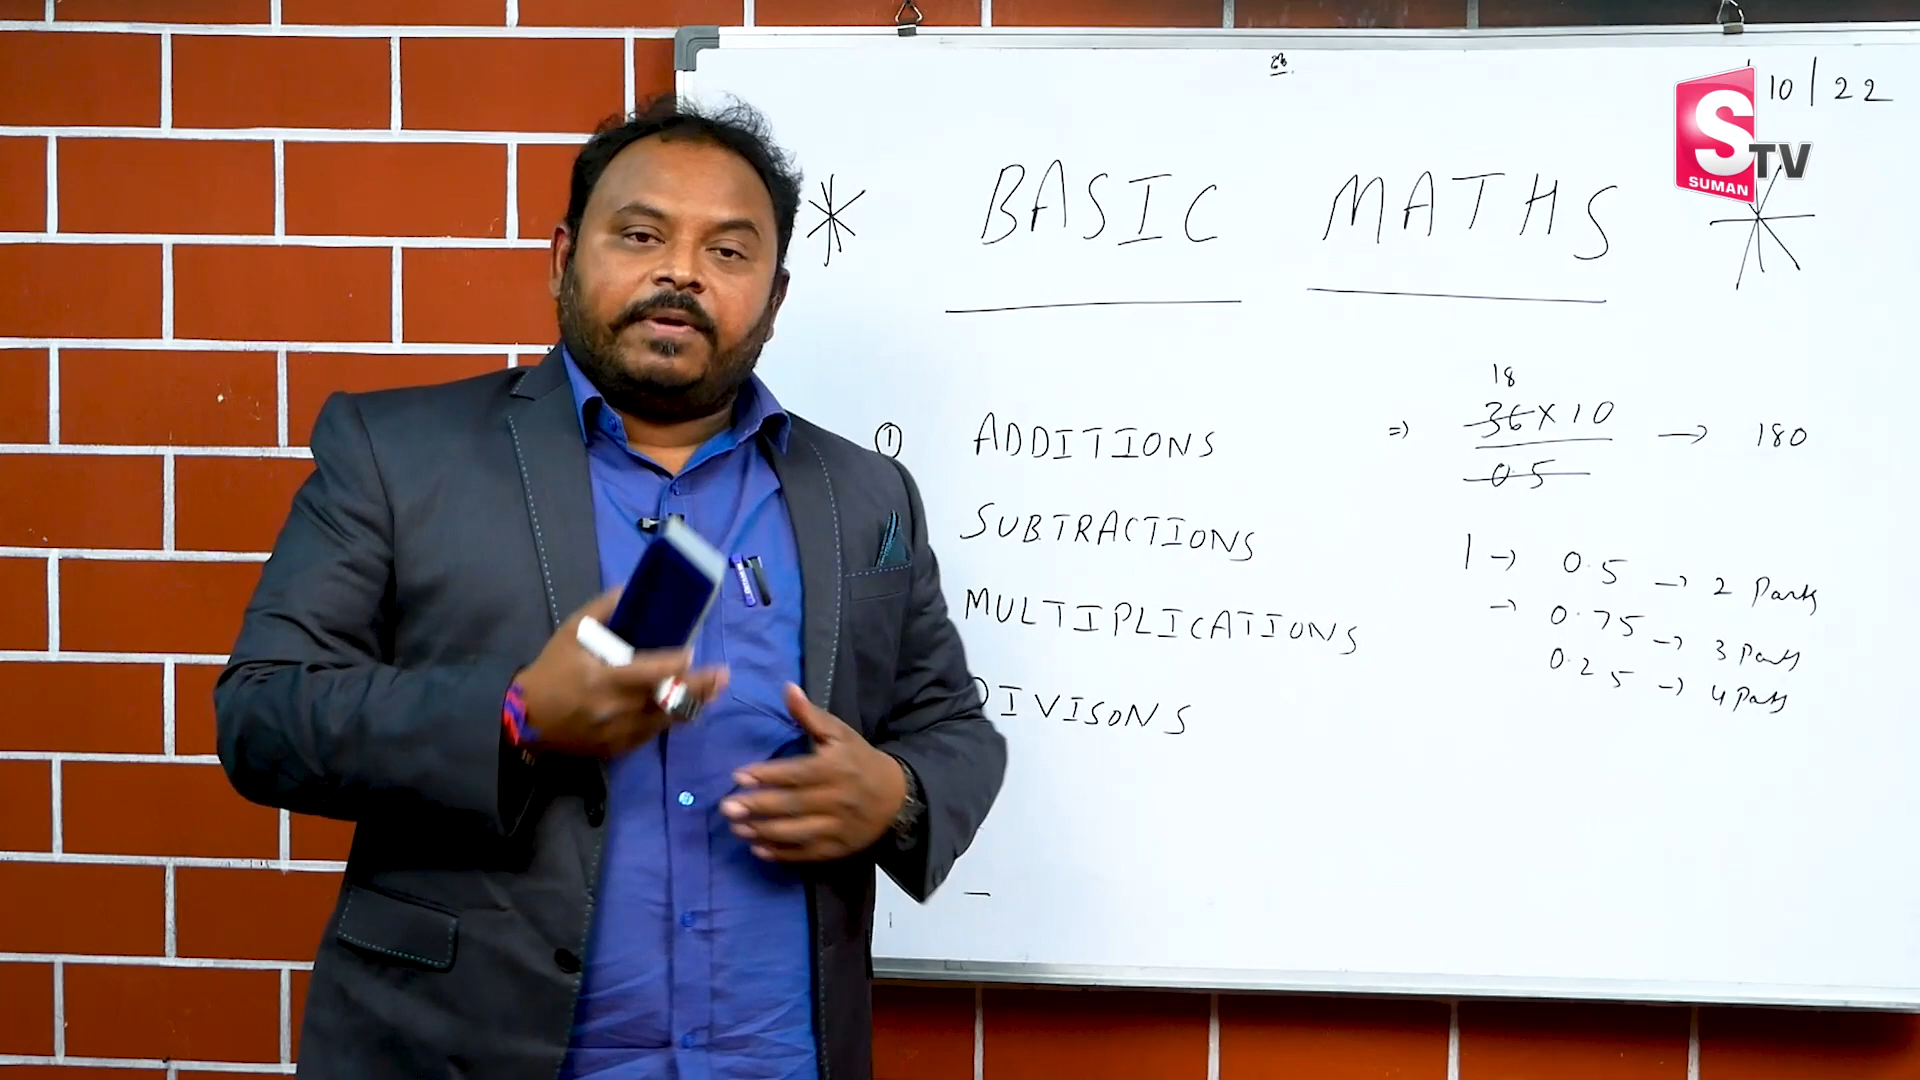 10/22
S TV
SUMAN
* BASIC MATHS *
① ADDITIONS
SUBTRACTIONS
MULTIPLICATIONS
DIVISONS
18
=> 36 X 10 → 180
0.5
1 → 0.5 → 2 Parts
→ 0.75 → 3 Parts
0.25 → 4 Parts